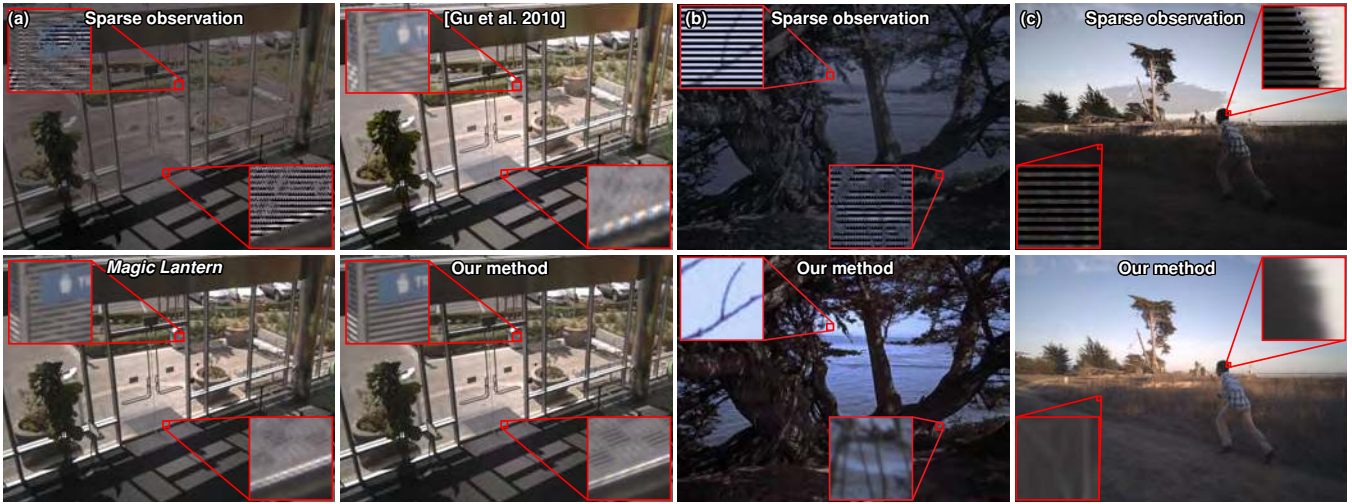 (a) Sparse observation
[Gu et al. 2010]
(b) Sparse observation
(c) Sparse observation
Magic Lantern
Our method
Our method
Our method